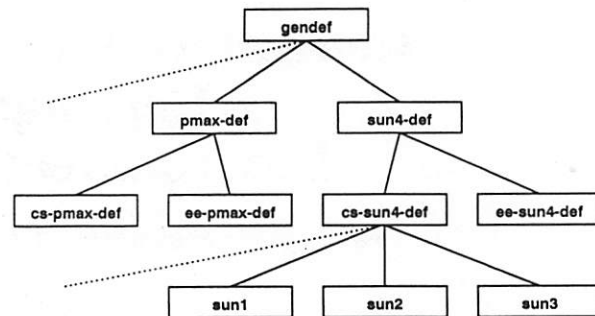 gendef
pmax-def sun4-def
cs-pmax-def ee-pmax-def cs-sun4-def ee-sun4-def
sun1 sun2 sun3